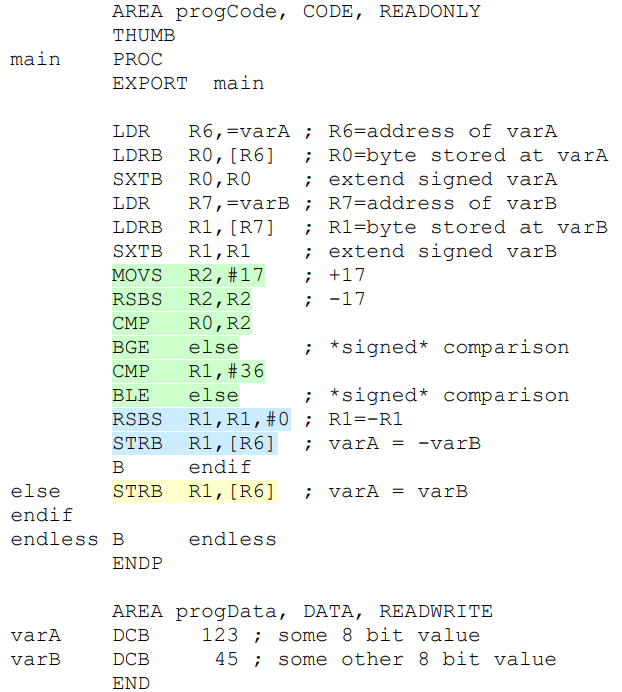 AREA progCode, CODE, READONLY
        THUMB
main    PROC
        EXPORT  main

        LDR   R6,=varA ; R6=address of varA
        LDRB  R0,[R6]  ; R0=byte stored at varA
        SXTB  R0,R0    ; extend signed varA
        LDR   R7,=varB ; R7=address of varB
        LDRB  R1,[R7]  ; R1=byte stored at varB
        SXTB  R1,R1    ; extend signed varB
        MOVS  R2,#17   ; +17
        RSBS  R2,R2    ; -17
        CMP   R0,R2
        BGE   else     ; *signed* comparison
        CMP   R1,#36
        BLE   else     ; *signed* comparison
        RSBS  R1,R1,#0 ; R1=-R1
        STRB  R1,[R6]  ; varA = -varB
        B     endif
else    STRB  R1,[R6]  ; varA = varB
endif
endless B     endless
        ENDP

        AREA progData, DATA, READWRITE
varA    DCB    123 ; some 8 bit value
varB    DCB     45 ; some other 8 bit value
        END